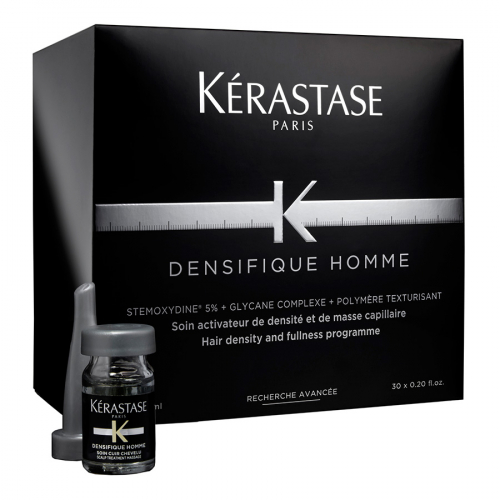 KÉRASTASE
PARIS
K
DENSIFIQUE HOMME
STEMOXYDINE® 5% + GLYCANE COMPLEXE + POLYMÈRE TEXTURISANT
Soin activateur de densité et de masse capillaire
Hair density and fullness programme
RECHERCHE AVANCÉE
ml
30 x 0.20 fl.oz.
KÉRASTASE
PARIS
K
DENSIFIQUE HOMME
SOIN CUIR CHEVELU
SCALP TREATMENT MASSAGE